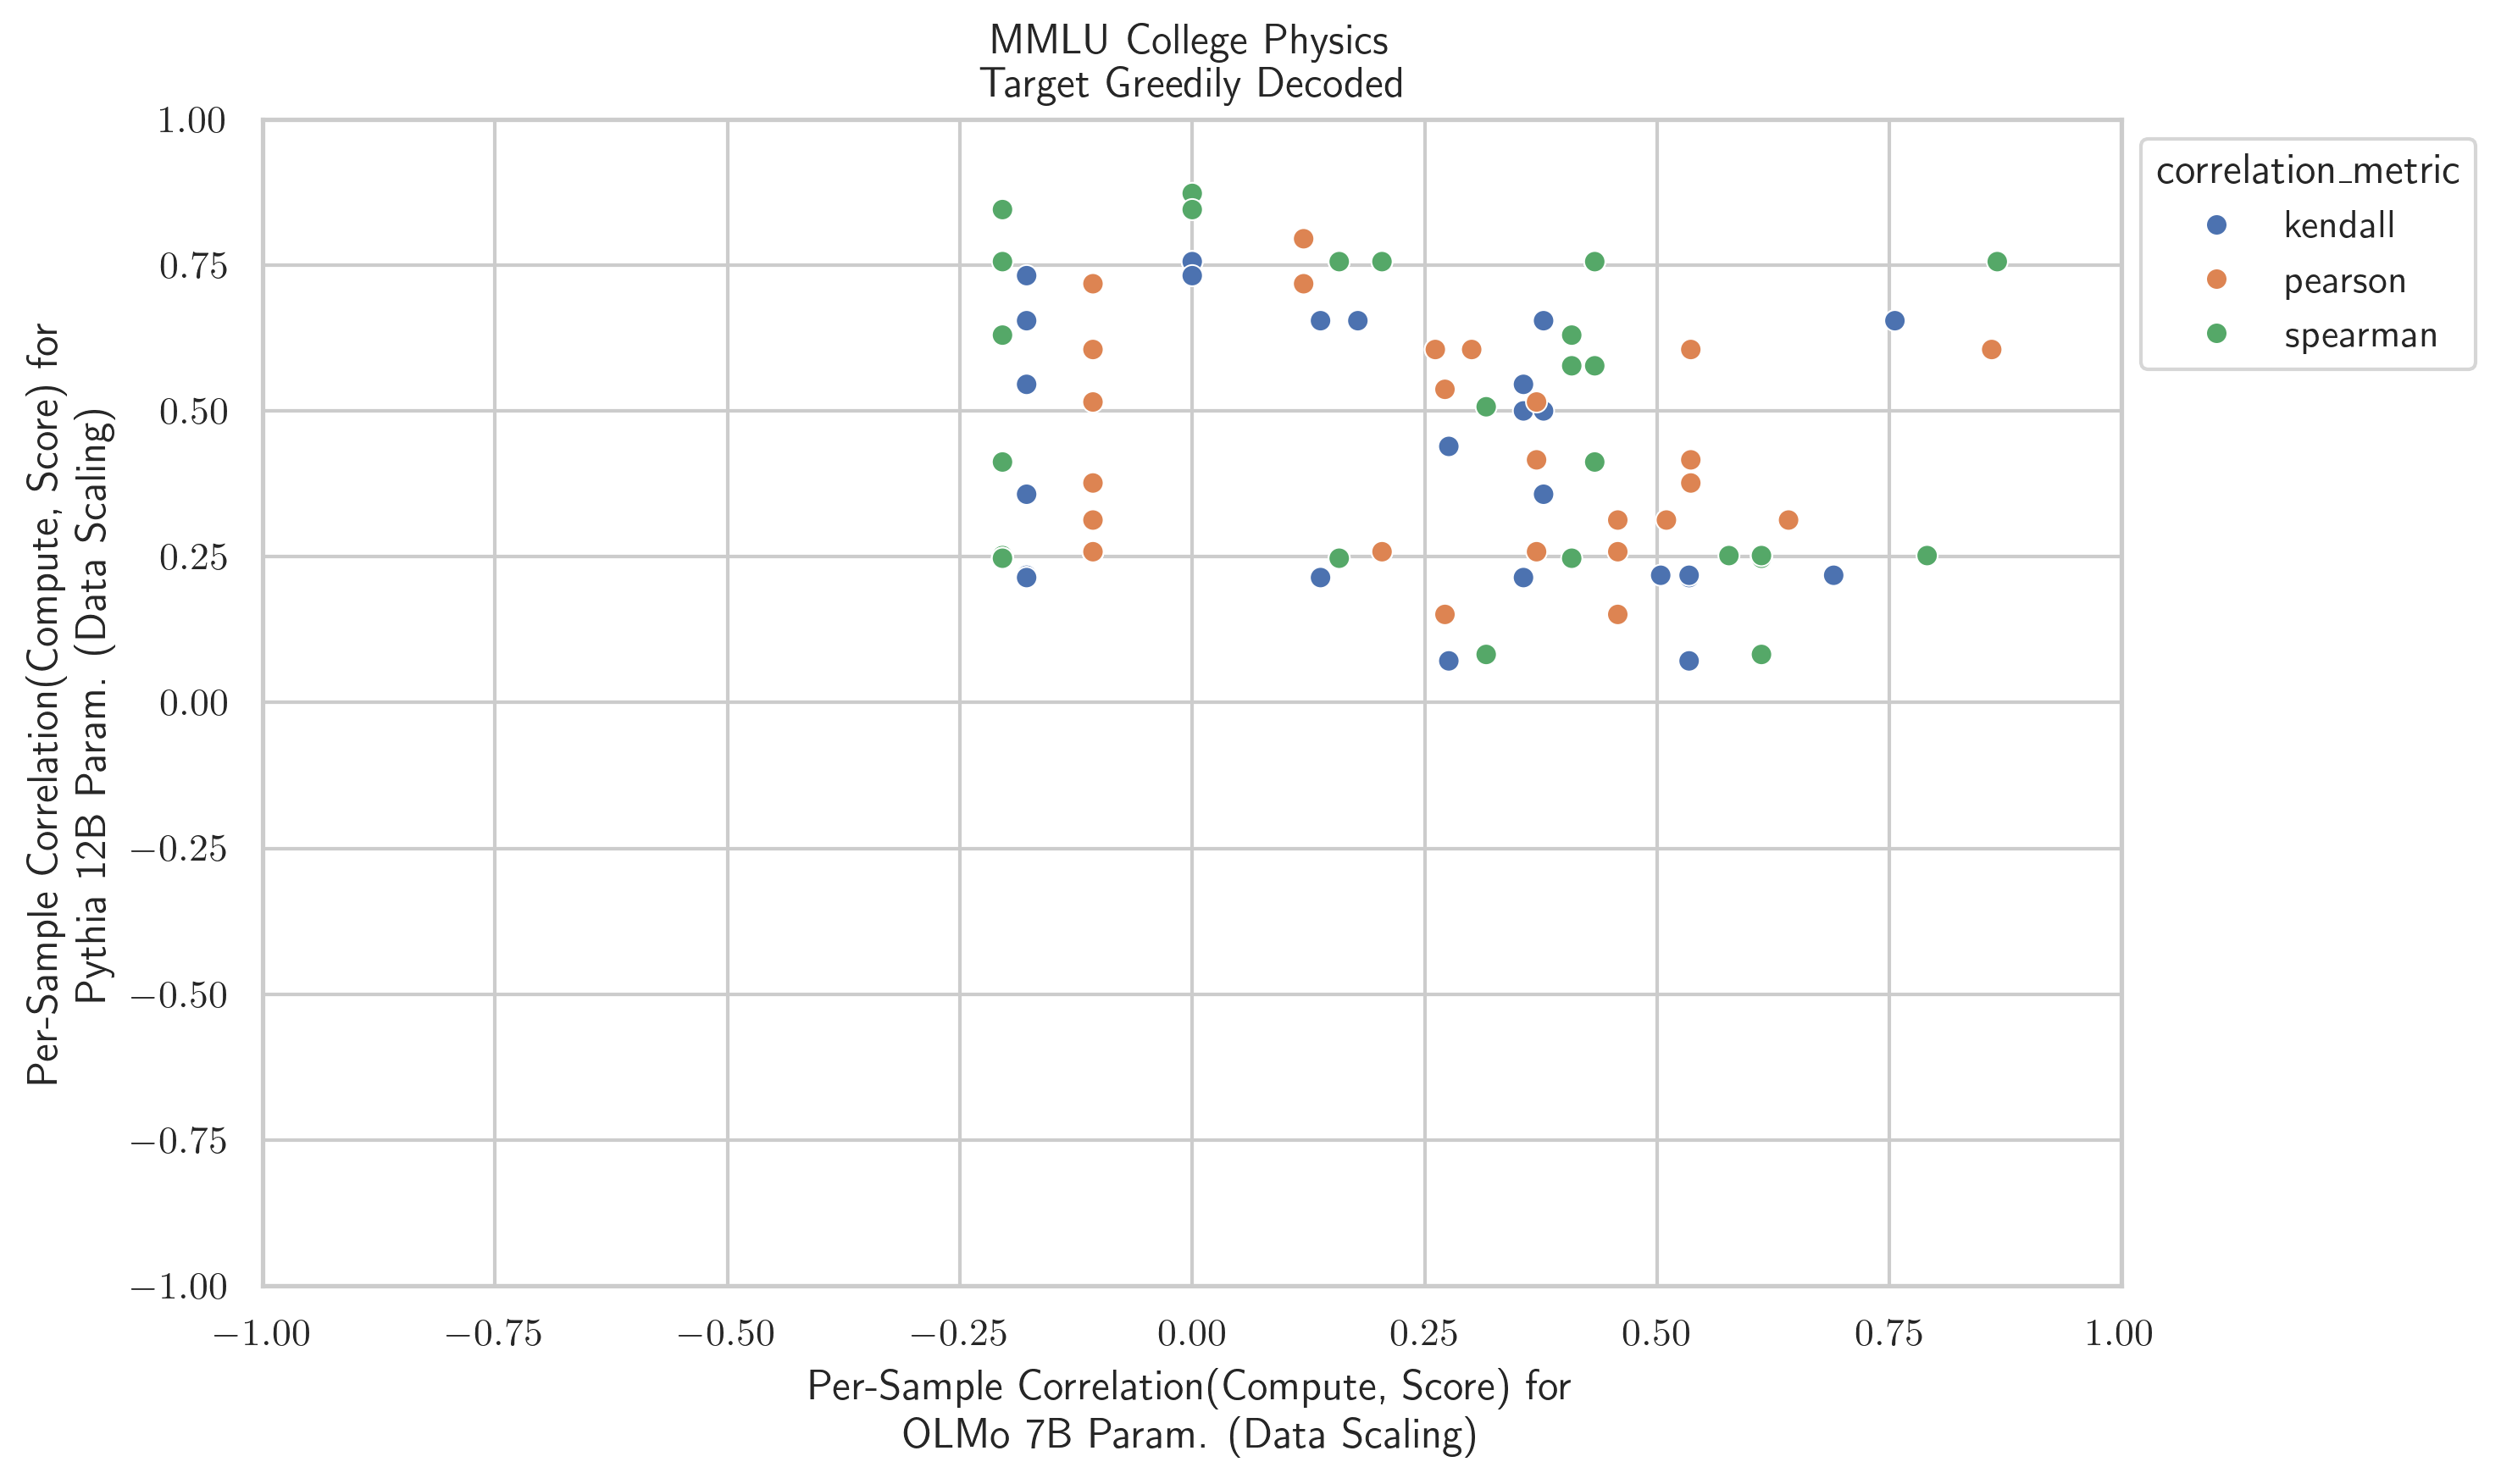 MMLU College Physics
Target Greedily Decoded
1.00
0.75
0.50
0.25
0.00
−0.25
−0.50
−0.75
−1.00
Per-Sample Correlation(Compute, Score) for
Pythia 12B Param. (Data Scaling)
correlation_metric
kendall
pearson
spearman
−1.00 −0.75 −0.50 −0.25 0.00 0.25 0.50 0.75 1.00
Per-Sample Correlation(Compute, Score) for
OLMo 7B Param. (Data Scaling)